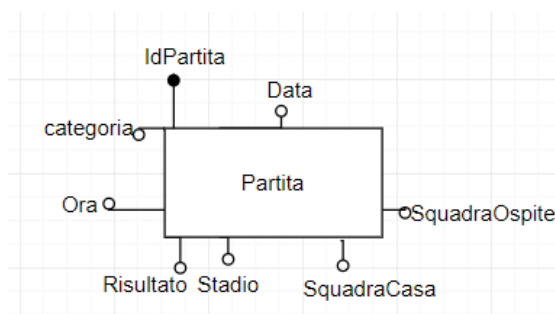 IdPartita
Data
categoria
Partita
Ora
SquadraOspite
Risultato
Stadio
SquadraCasa